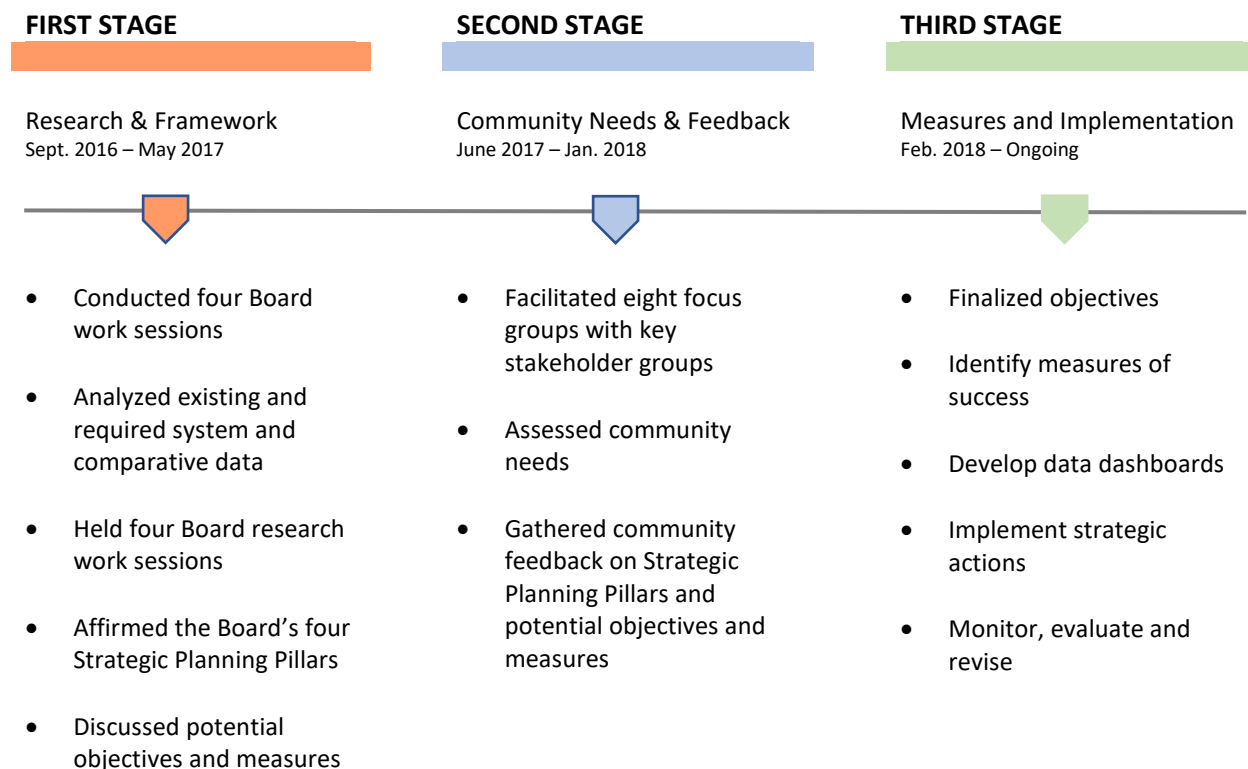 FIRST STAGE
Research & Framework
Sept. 2016 – May 2017
• Conducted four Board
work sessions
• Analyzed existing and
required system and
comparative data
• Held four Board research
work sessions
• Affirmed the Board’s four
Strategic Planning Pillars
• Discussed potential
objectives and measures
SECOND STAGE
Community Needs & Feedback
June 2017 – Jan. 2018
• Facilitated eight focus
groups with key
stakeholder groups
• Assessed community
needs
• Gathered community
feedback on Strategic
Planning Pillars and
potential objectives and
measures
THIRD STAGE
Measures and Implementation
Feb. 2018 – Ongoing
• Finalized objectives
• Identify measures of
success
• Develop data dashboards
• Implement strategic
actions
• Monitor, evaluate and
revise